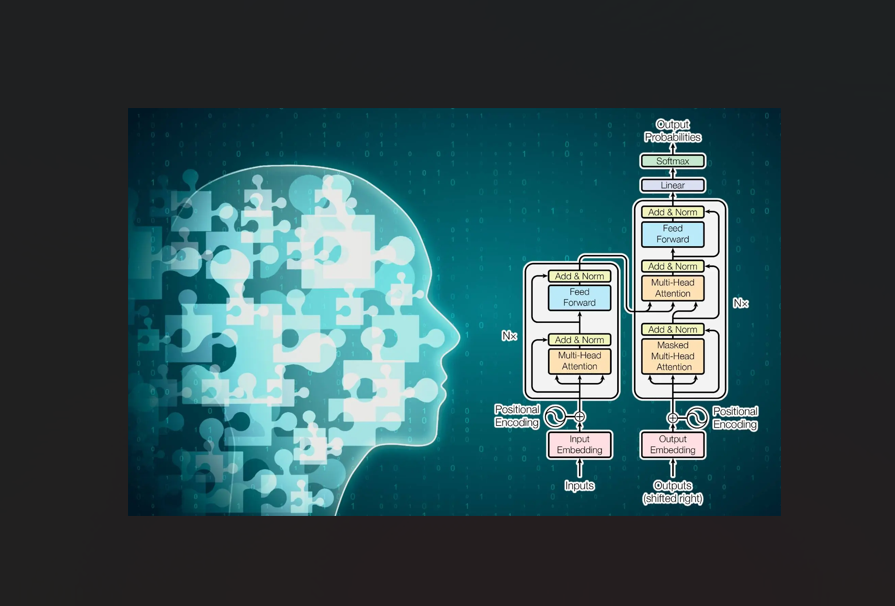 Output
Probabilities
Softmax
Linear
Add & Norm
Feed
Forward
Add & Norm
Multi-Head
Attention
Nx
Add & Norm
Masked
Multi-Head
Attention
Positional
Encoding
Output
Embedding
Outputs
(shifted right)
Add & Norm
Feed
Forward
Nx
Add & Norm
Multi-Head
Attention
Positional
Encoding
Input
Embedding
Inputs